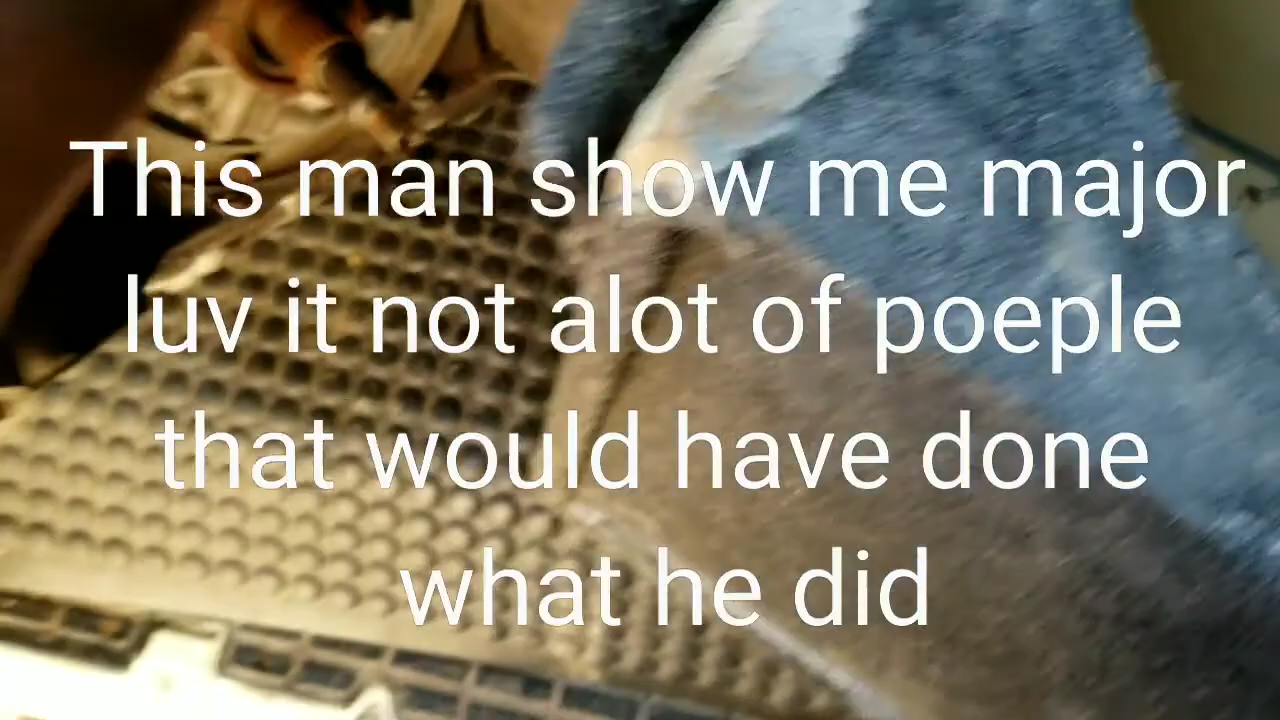 This man show me major
luv it not alot of poeple
that would have done
what he did